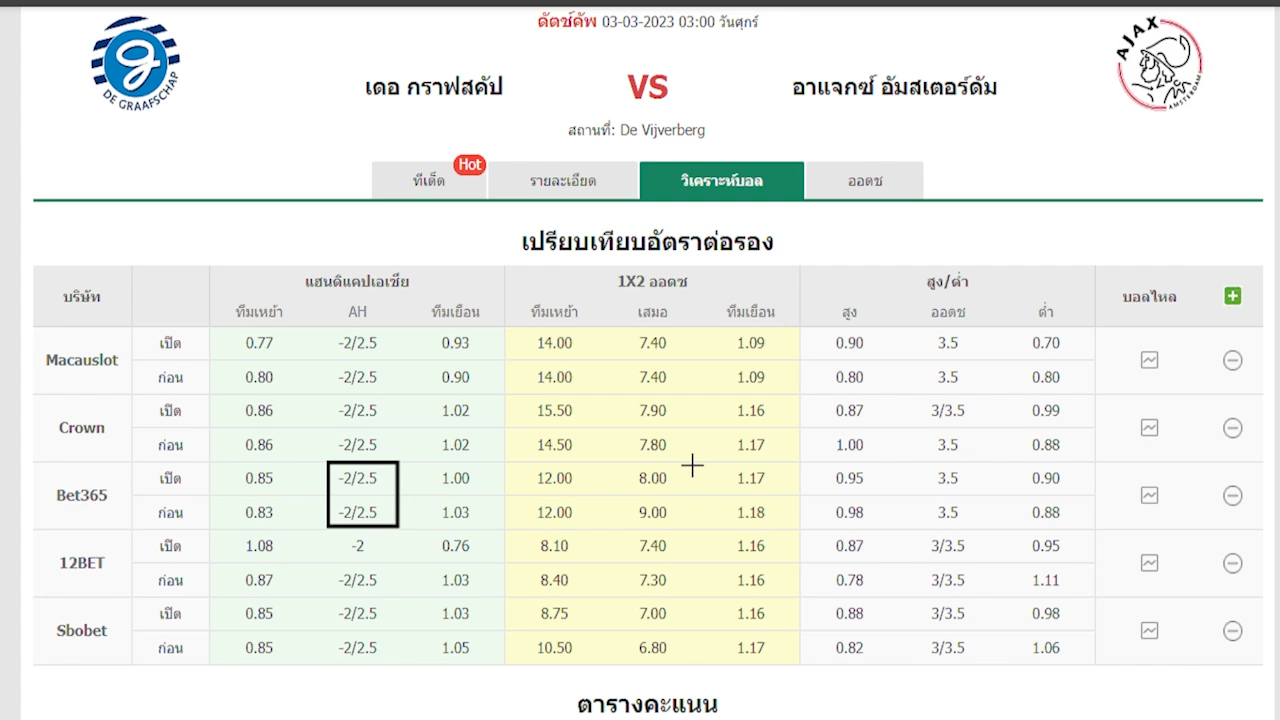 ดัตช์คัพ 03-03-2023 03:00 วันศุกร์
DE GRAAFSCHAP
AJAX
AMSTERDAM
เดอ กราฟสคัป VS อาแจกซ์ อัมสเตอร์ดัม
สถานที่: De Vijverberg
Hot
ทีเด็ด รายละเอียด วิเคราะห์บอล ออดซ
เปรียบเทียบอัตราต่อรอง
บริษัท แฮนดิแคปเอเชีย 1X2 ออดซ สูง/ต่ำ บอลไหล
ทีมเหย้า AH ทีมเยือน ทีมเหย้า เสมอ ทีมเยือน สูง ออดซ ต่ำ
Macauslot
เปิด 0.77 -2/2.5 0.93 14.00 7.40 1.09 0.90 3.5 0.70
ก่อน 0.80 -2/2.5 0.90 14.00 7.40 1.09 0.80 3.5 0.80
Crown
เปิด 0.86 -2/2.5 1.02 15.50 7.90 1.16 0.87 3/3.5 0.99
ก่อน 0.86 -2/2.5 1.02 14.50 7.80 1.17 1.00 3.5 0.88
Bet365
เปิด 0.85 -2/2.5 1.00 12.00 8.00 1.17 0.95 3.5 0.90
ก่อน 0.83 -2/2.5 1.03 12.00 9.00 1.18 0.98 3.5 0.88
12BET
เปิด 1.08 -2 0.76 8.10 7.40 1.16 0.87 3/3.5 0.95
ก่อน 0.87 -2/2.5 1.03 8.40 7.30 1.16 0.78 3/3.5 1.11
Sbobet
เปิด 0.85 -2/2.5 1.03 8.75 7.00 1.16 0.88 3/3.5 0.98
ก่อน 0.85 -2/2.5 1.05 10.50 6.80 1.17 0.82 3/3.5 1.06
ตารางคะแนน